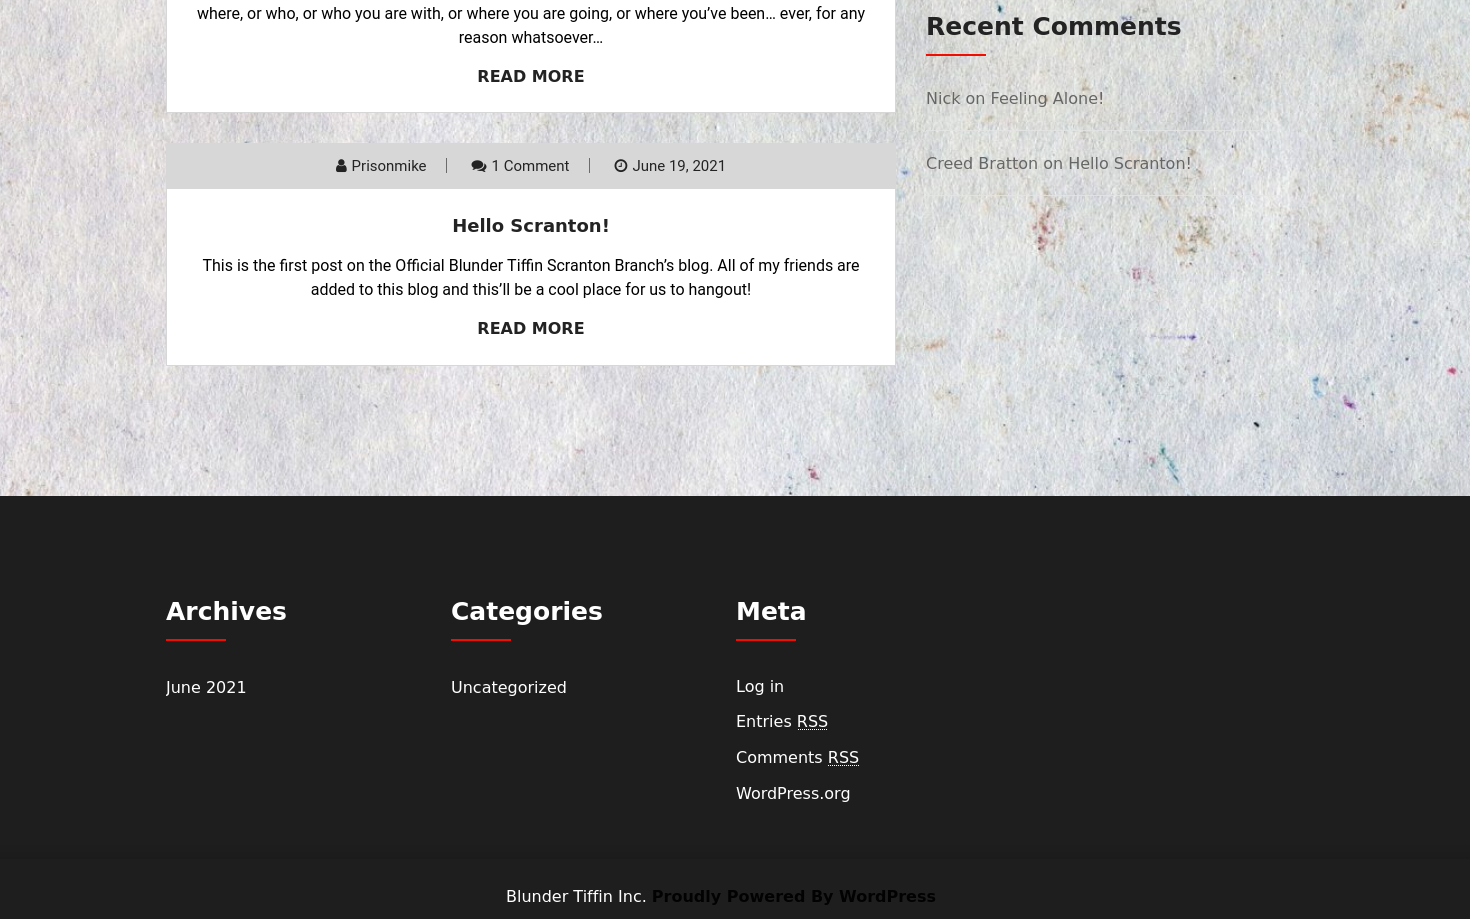 where, or who, or who you are with, or where you are going, or where you’ve been… ever, for any
reason whatsoever…
READ MORE
Prisonmike
1 Comment
June 19, 2021
Hello Scranton!
This is the first post on the Official Blunder Tiffin Scranton Branch’s blog. All of my friends are
added to this blog and this’ll be a cool place for us to hangout!
READ MORE
Recent Comments
Nick on Feeling Alone!
Creed Bratton on Hello Scranton!
Archives
June 2021
Categories
Uncategorized
Meta
Log in
Entries RSS
Comments RSS
WordPress.org
Blunder Tiffin Inc. Proudly Powered By WordPress